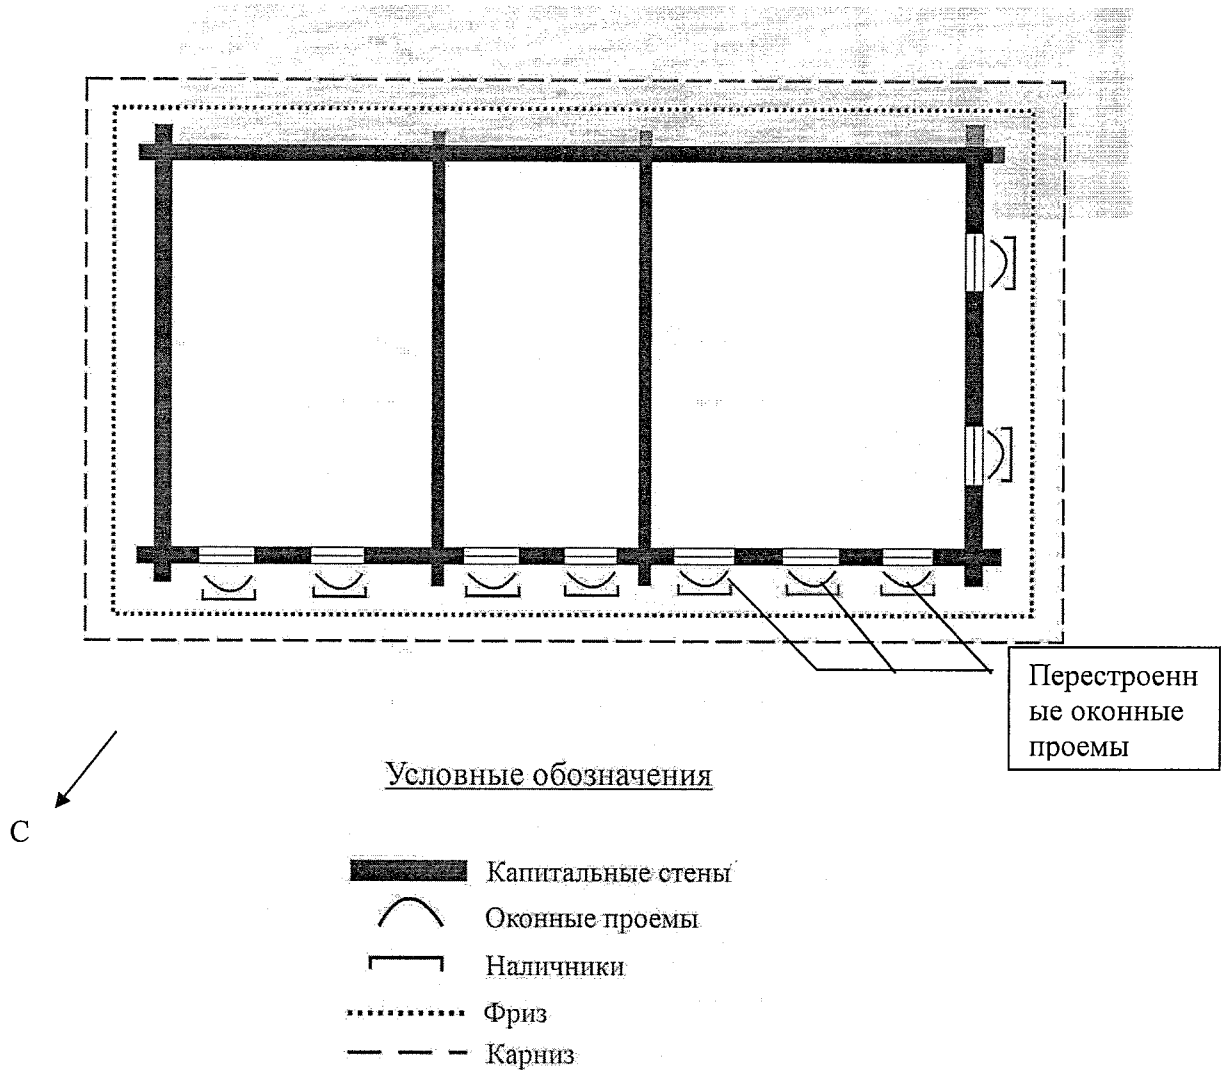 Перестроенн
ые оконные
проемы
Условные обозначения
С
Капитальные стены
Оконные проемы
Наличники
Фриз
Карниз